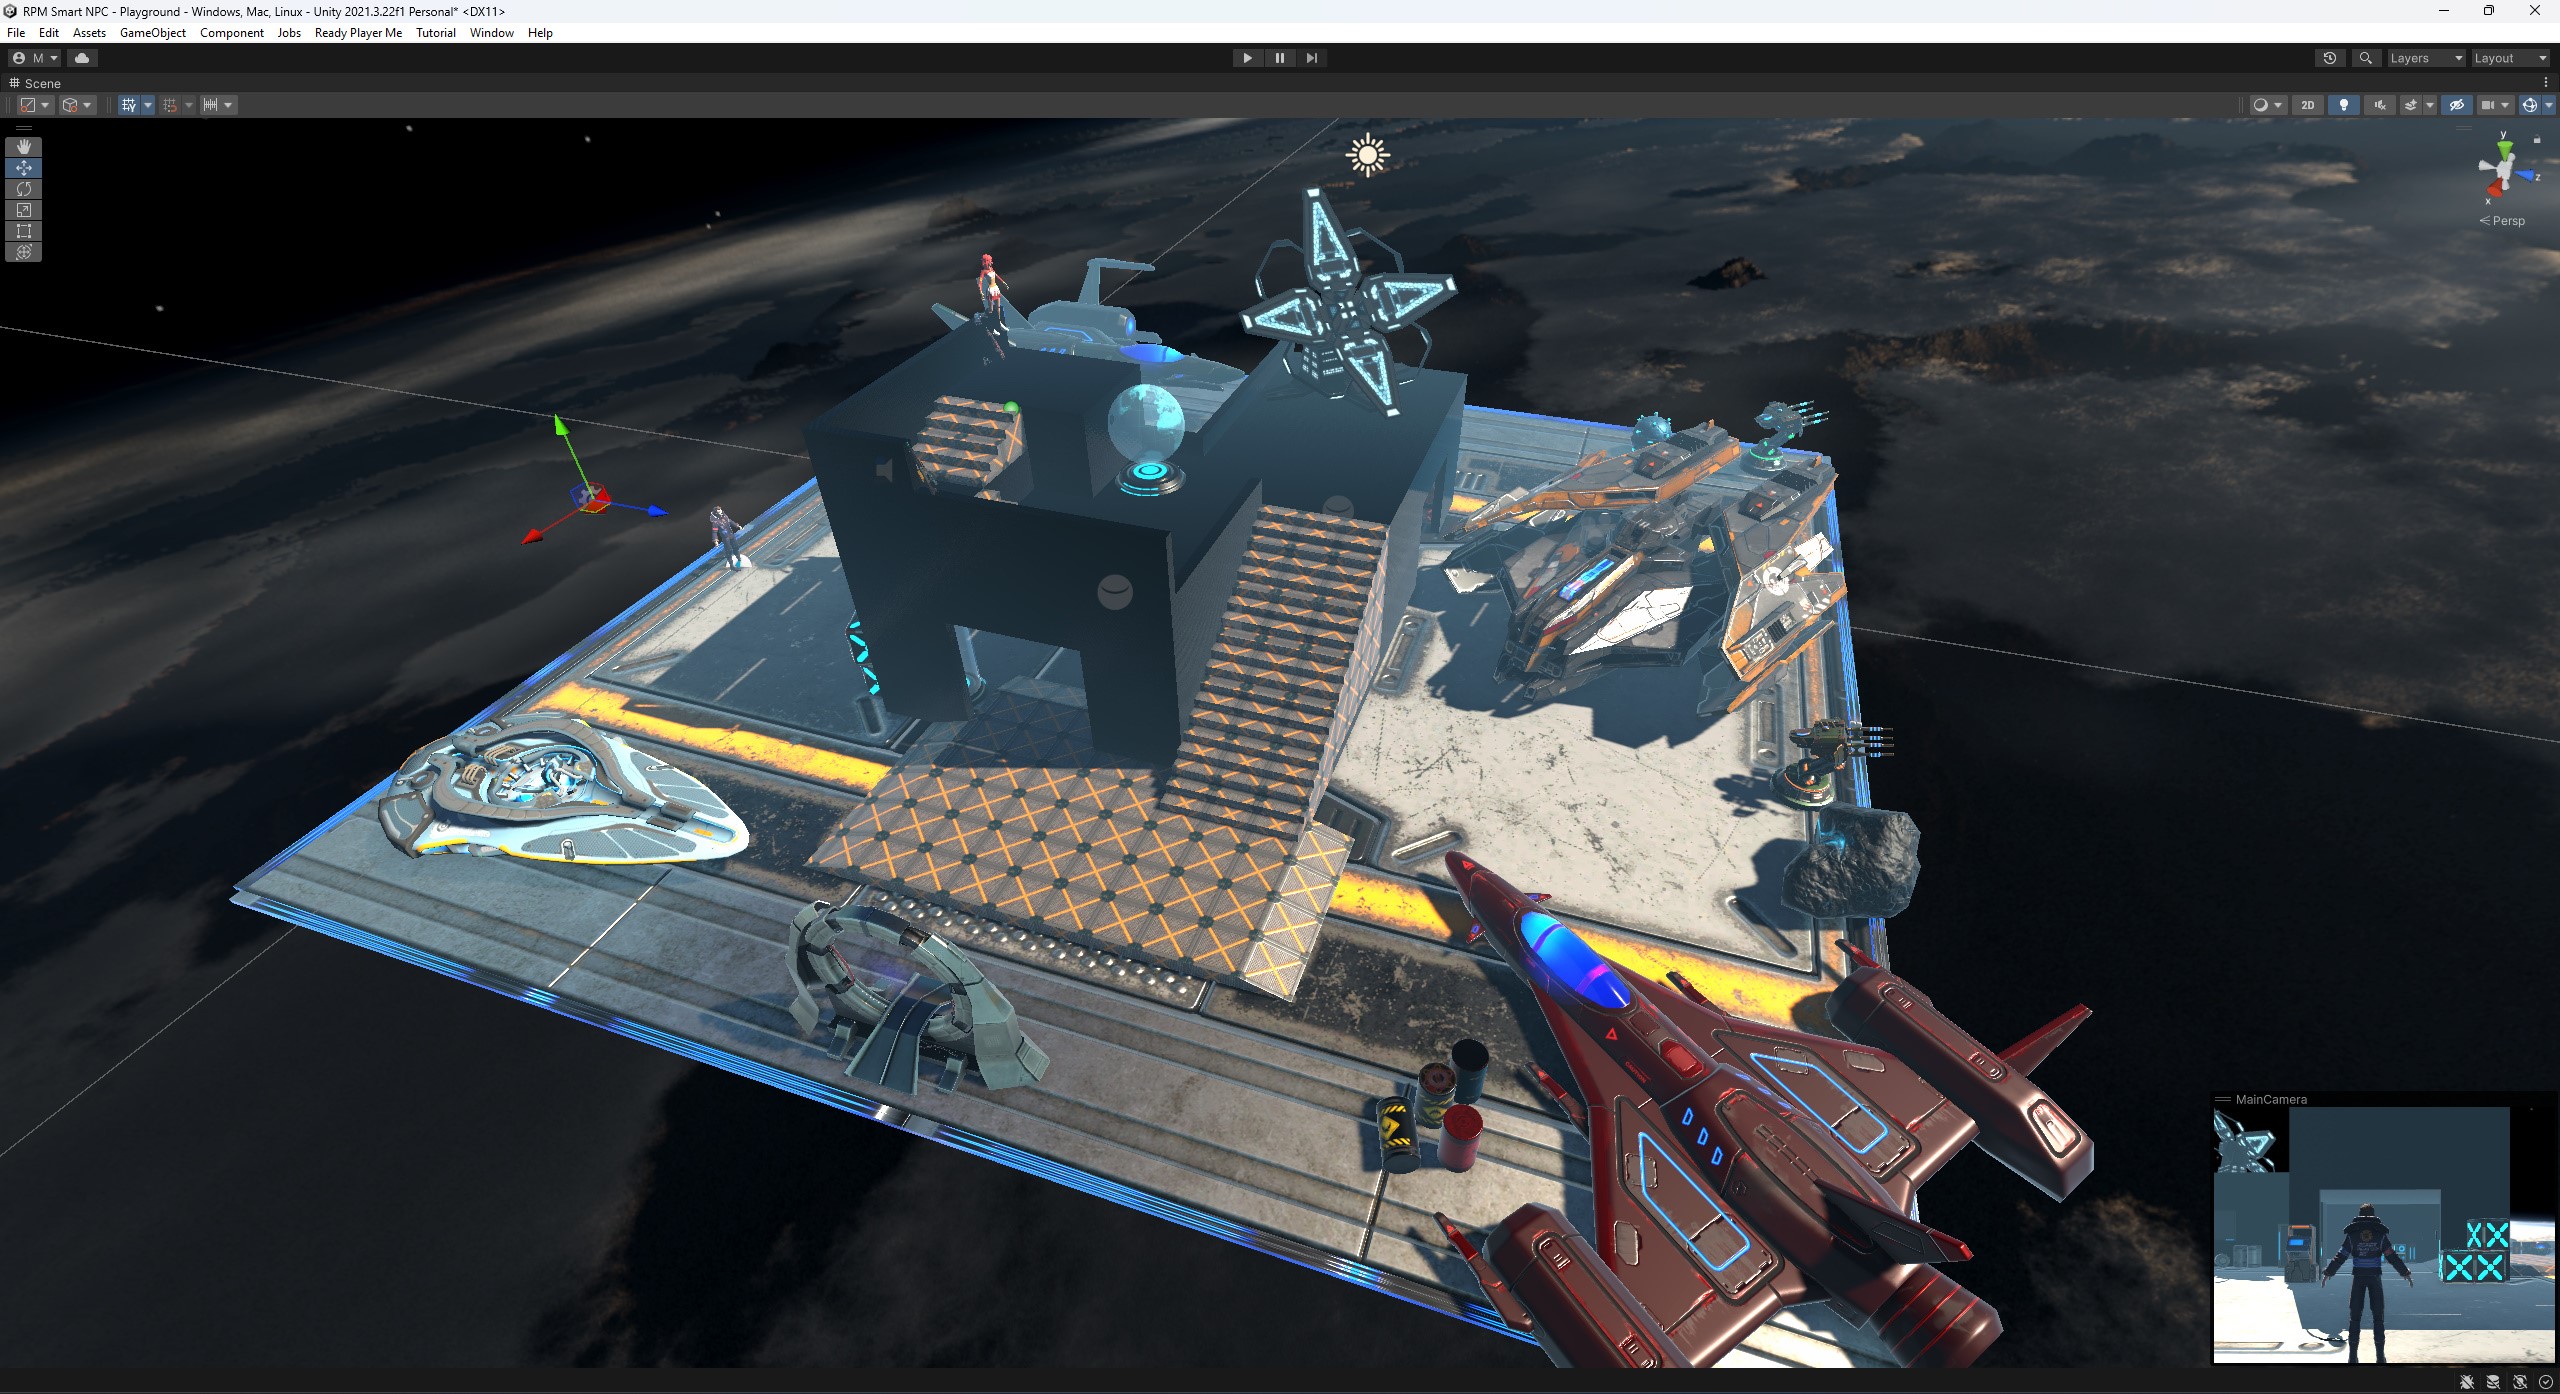 RPM Smart NPC - Playground - Windows, Mac, Linux - Unity 2021.3.22f1 Personal* <DX11>
File Edit Assets GameObject Component Jobs Ready Player Me Tutorial Window Help
M Layers Layout
Scene
2D
y
z
x
Persp
MainCamera